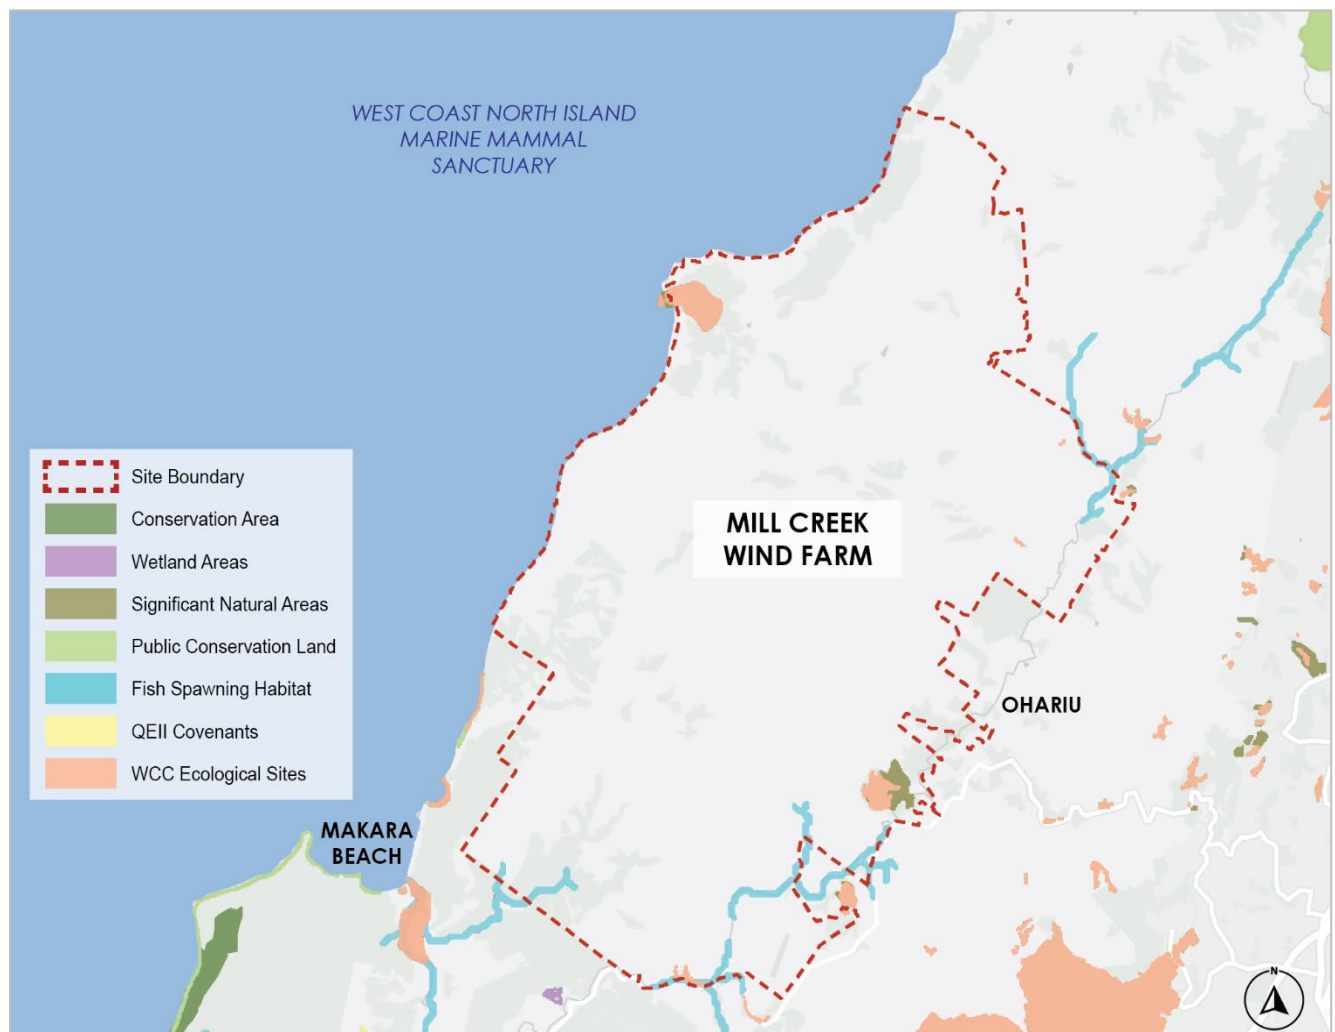 WEST COAST NORTH ISLAND
MARINE MAMMAL
SANCTUARY
Site Boundary
Conservation Area
Wetland Areas
Significant Natural Areas
Public Conservation Land
Fish Spawning Habitat
QEII Covenants
WCC Ecological Sites
MILL CREEK
WIND FARM
OHARIU
MAKARA
BEACH
N